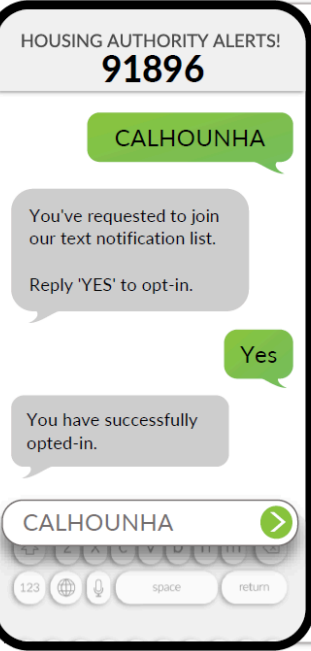 HOUSING AUTHORITY ALERTS!
91896
CALHOUNHA
You've requested to join
our text notification list.
Reply 'YES' to opt-in.
Yes
You have successfully
opted-in.
CALHOUNHA
Z X C V b n m
123 space return